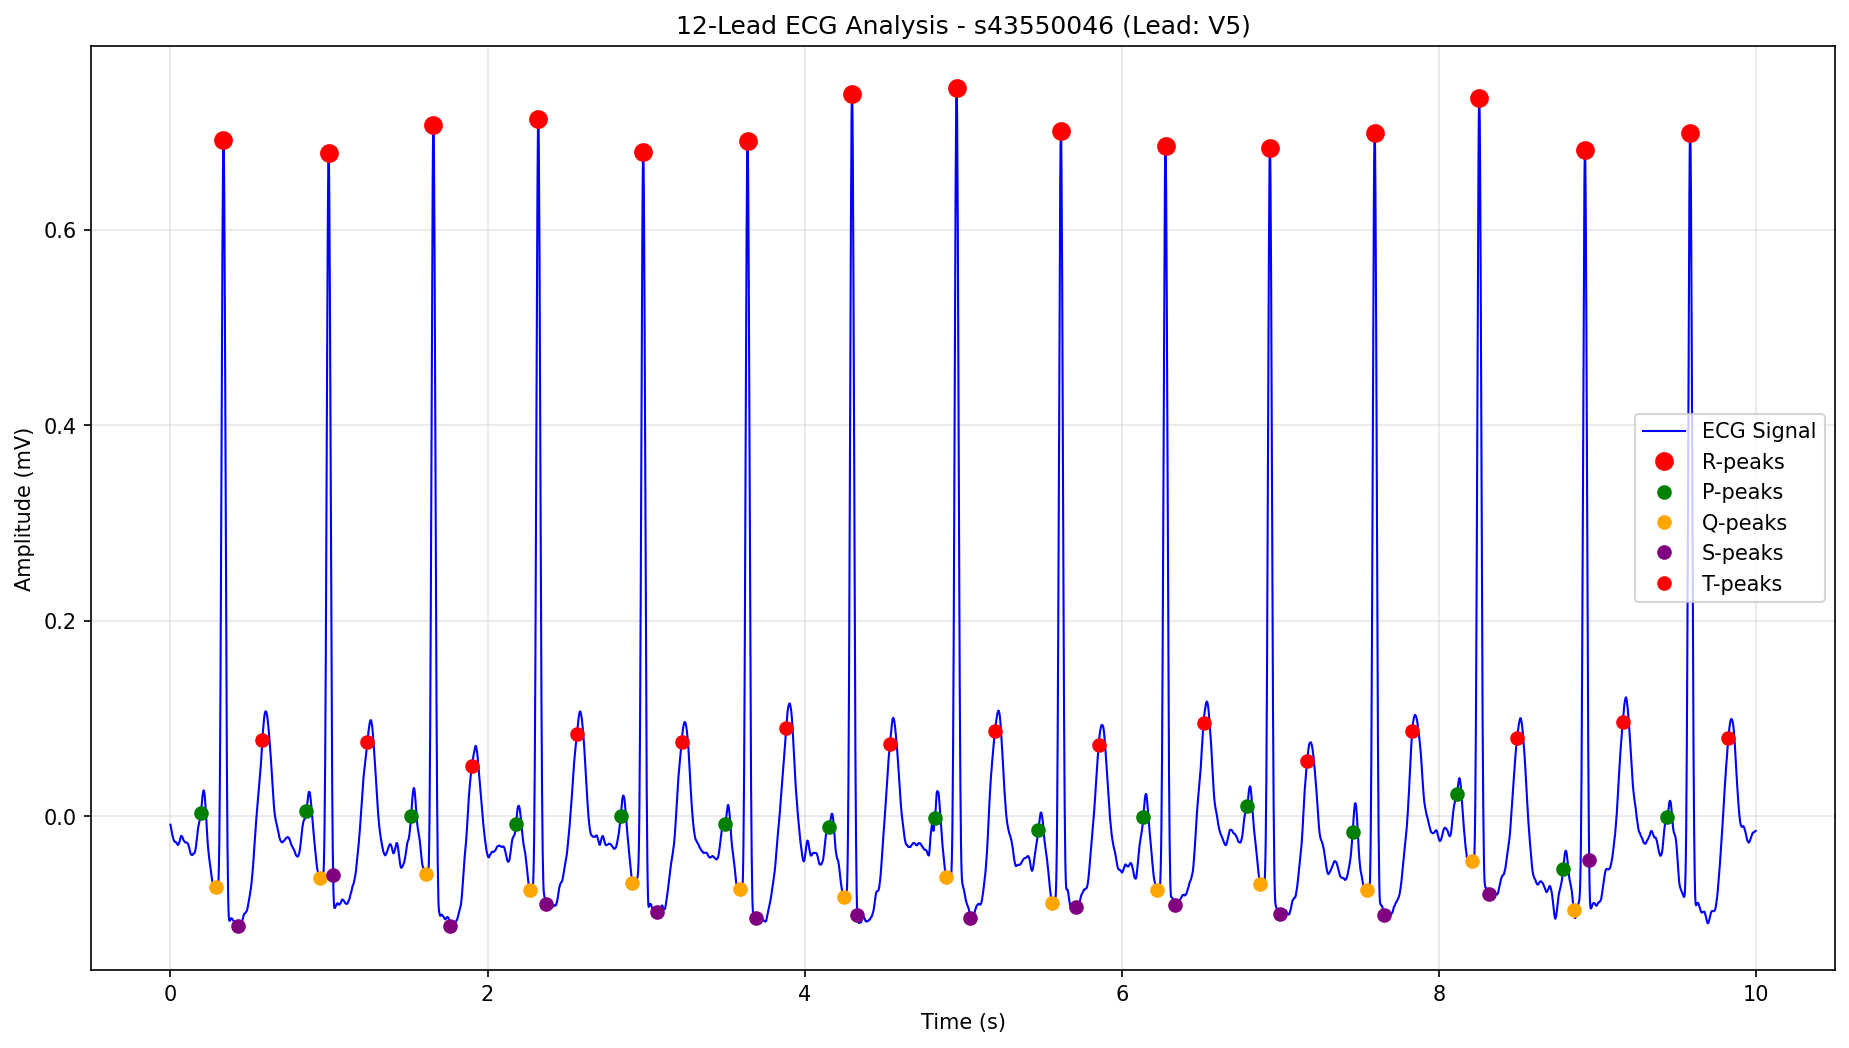 12-Lead ECG Analysis - s43550046 (Lead: V5)
Amplitude (mV)
0.6
0.4
0.2
0.0
ECG Signal
R-peaks
P-peaks
Q-peaks
S-peaks
T-peaks
0 2 4 6 8 10
Time (s)